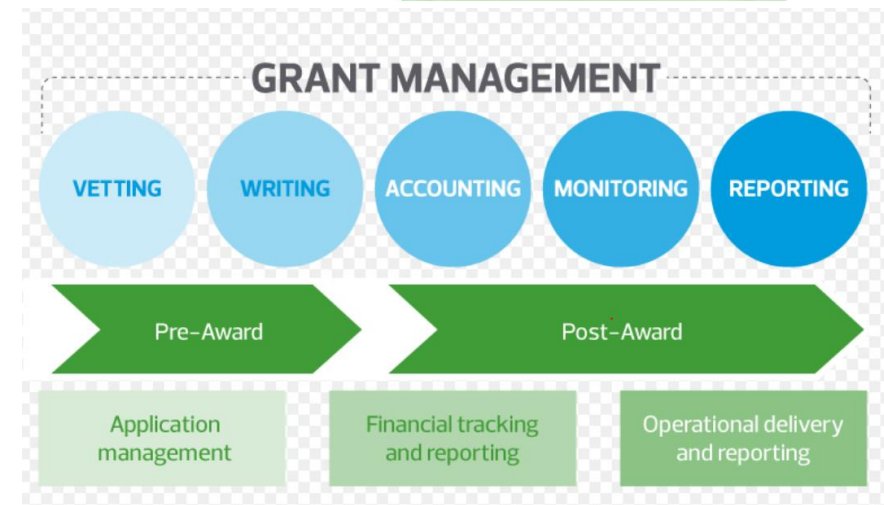 GRANT MANAGEMENT
VETTING
WRITING
ACCOUNTING
MONITORING
REPORTING
Pre-Award
Post-Award
Application
management
Financial tracking
and reporting
Operational delivery
and reporting